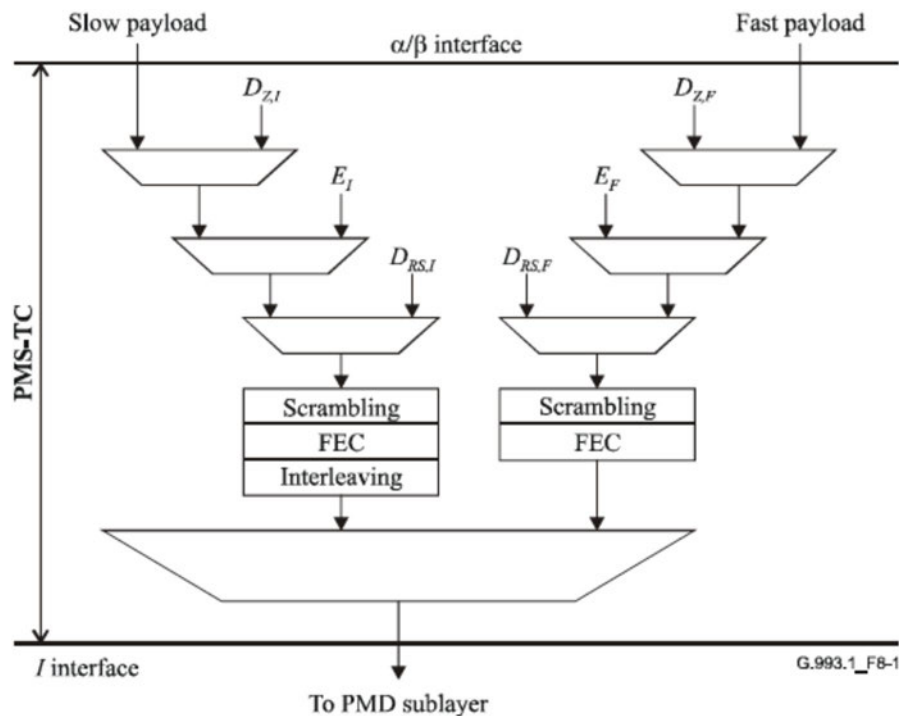 Slow payload
Fast payload
α/β interface
D_{Z,I}
D_{Z,F}
E_I
E_F
D_{RS,I}
D_{RS,F}
PMS-TC
Scrambling
Scrambling
FEC
FEC
Interleaving
I interface
G.993.1_F8-1
To PMD sublayer